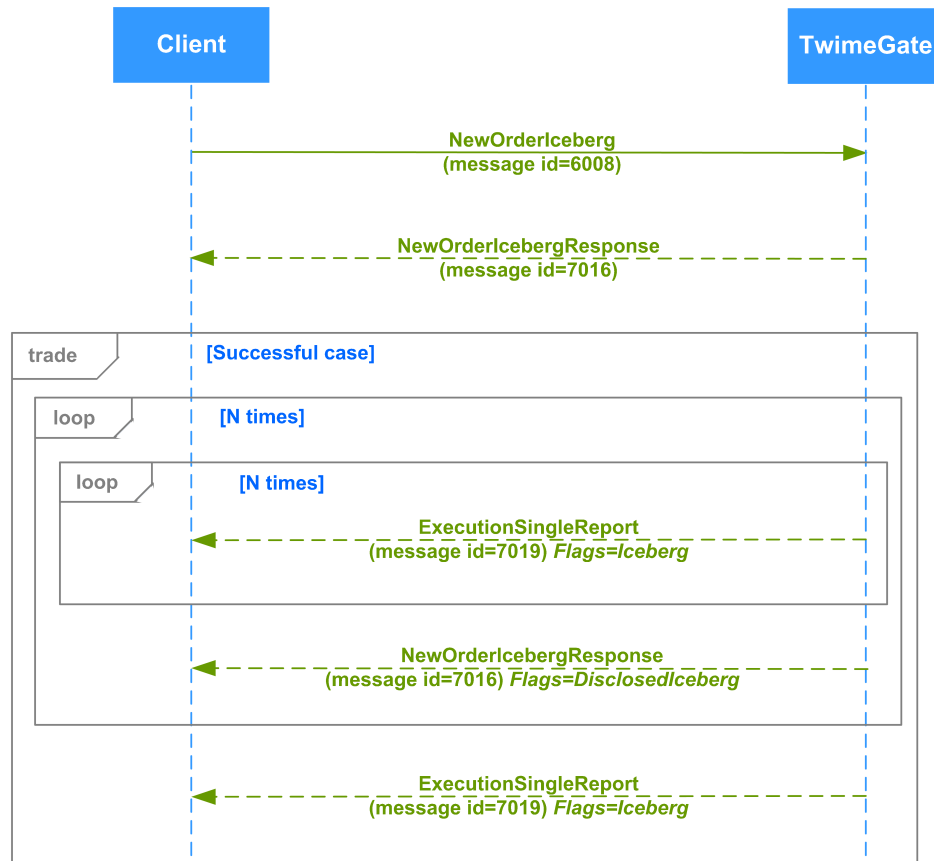 Client
TwimeGate
NewOrderIceberg
(message id=6008)
NewOrderIcebergResponse
(message id=7016)
trade
[Successful case]
loop
[N times]
loop
[N times]
ExecutionSingleReport
(message id=7019) Flags=Iceberg
NewOrderIcebergResponse
(message id=7016) Flags=DisclosedIceberg
ExecutionSingleReport
(message id=7019) Flags=Iceberg